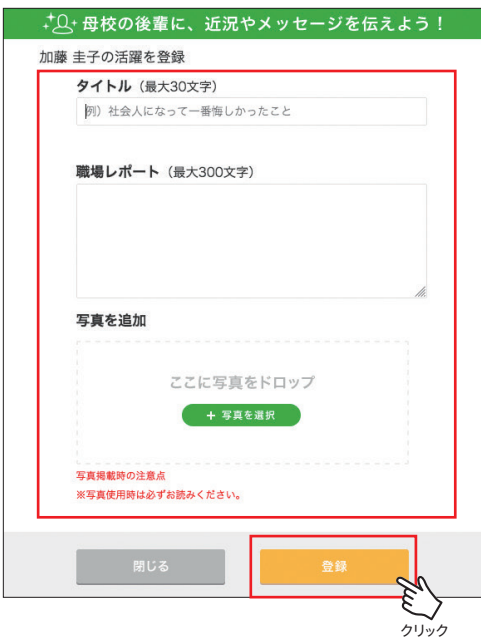 母校の後輩に、近況やメッセージを伝えよう！
加藤 圭子の活躍を登録
タイトル（最大30文字）
例）社会人になって一番悔しかったこと
職場レポート（最大300文字）
写真を追加
ここに写真をドロップ
+ 写真を選択
写真掲載時の注意点
※写真使用時は必ずお読みください。
閉じる
登録
クリック